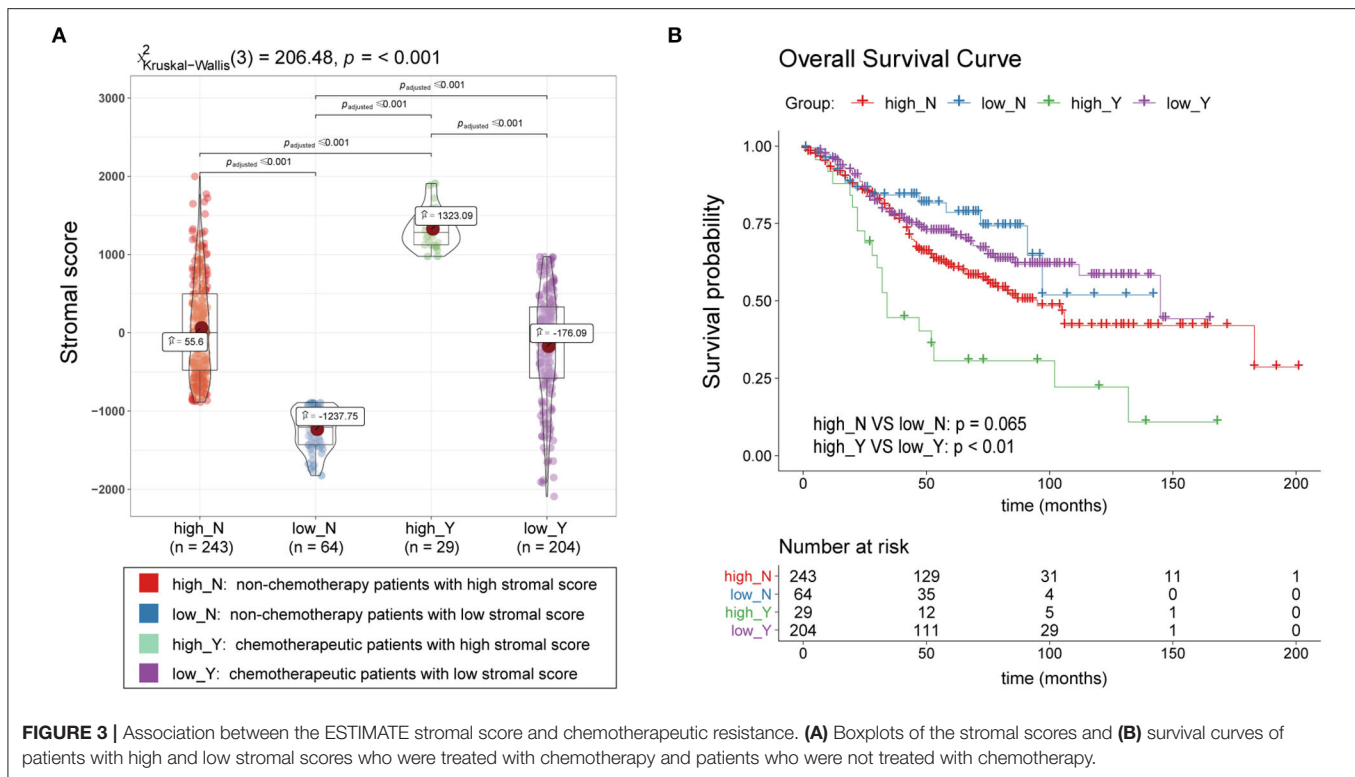 A
χ2Kruskal−Wallis(3) = 206.48, p = < 0.001
padjusted ≤0.001
padjusted ≤0.001
padjusted ≤0.001
padjusted ≤0.001
padjusted ≤0.001
3000
2000
1000
0
−1000
−2000
Stromal score
μ̂ = 55.6
μ̂ = -1237.75
μ̂ = 1323.09
μ̂ = -176.09
high_N low_N high_Y low_Y
(n = 243) (n = 64) (n = 29) (n = 204)
high_N: non-chemotherapy patients with high stromal score
low_N: non-chemotherapy patients with low stromal score
high_Y: chemotherapeutic patients with high stromal score
low_Y: chemotherapeutic patients with low stromal score
B
Overall Survival Curve
Group: high_N low_N high_Y low_Y
1.00
0.75
0.50
0.25
0.00
Survival probability
high_N VS low_N: p = 0.065
high_Y VS low_Y: p < 0.01
0 50 100 150 200
time (months)
Number at risk
high_N 243 129 31 11 1
low_N 64 35 4 0 0
high_Y 29 12 5 1 0
low_Y 204 111 29 1 0
0 50 100 150 200
time (months)
FIGURE 3 | Association between the ESTIMATE stromal score and chemotherapeutic resistance. (A) Boxplots of the stromal scores and (B) survival curves of
patients with high and low stromal scores who were treated with chemotherapy and patients who were not treated with chemotherapy.